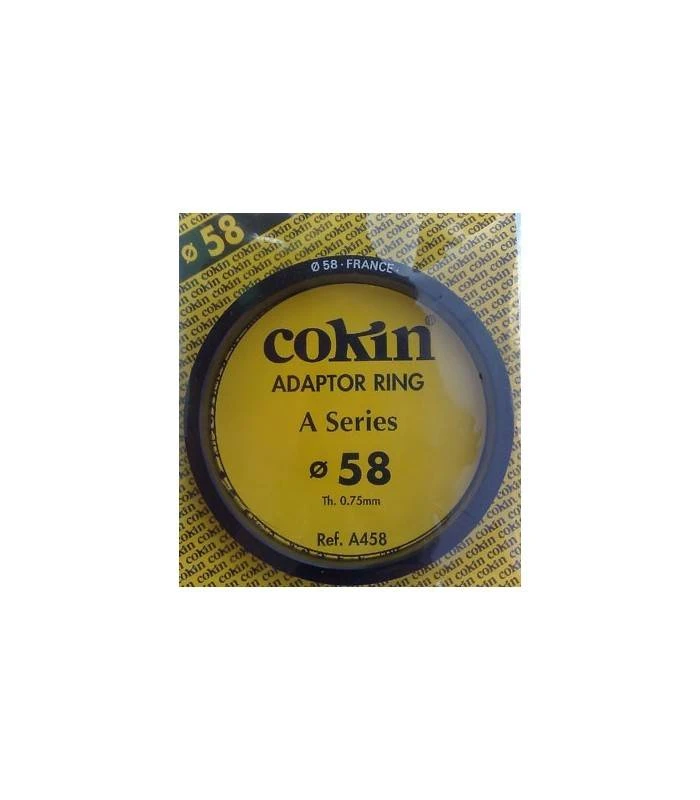 ø 58
Ø 58 · FRANCE ·
cokin®
ADAPTOR RING
A Series
ø 58
Th. 0.75mm
Ref. A458